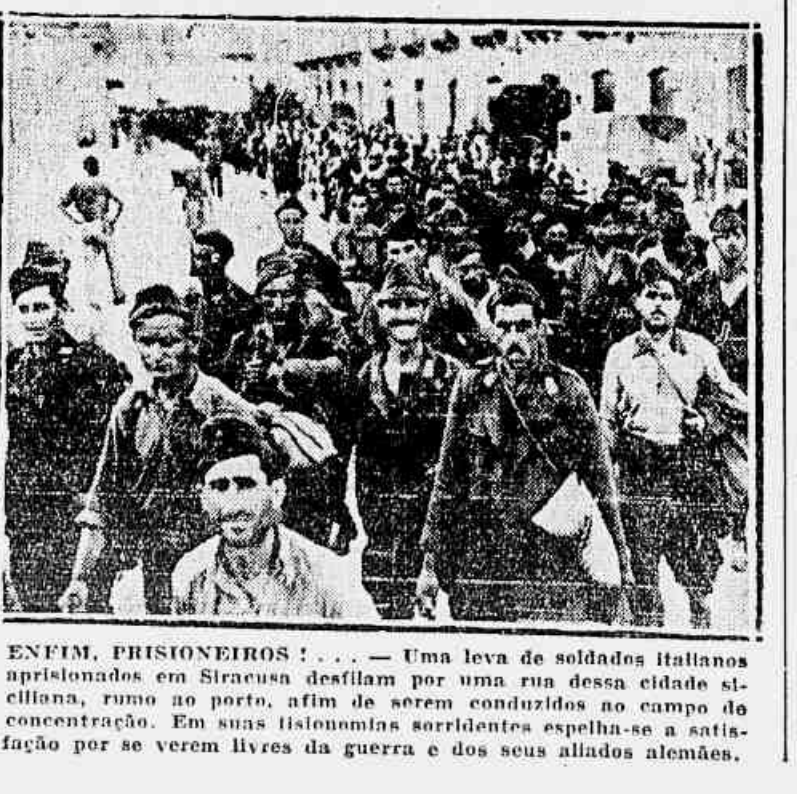 ENFIM, PRISIONEIROS ! . . . — Uma leva de soldados italianos
aprisionados em Siracusa desfilam por uma rua dessa cidade si-
ciliana, rumo ao porto, afim de serem conduzidos ao campo de
concentração. Em suas fisionomias sorridentes espelha-se a satis-
fação por se verem livres da guerra e dos seus aliados alemães.